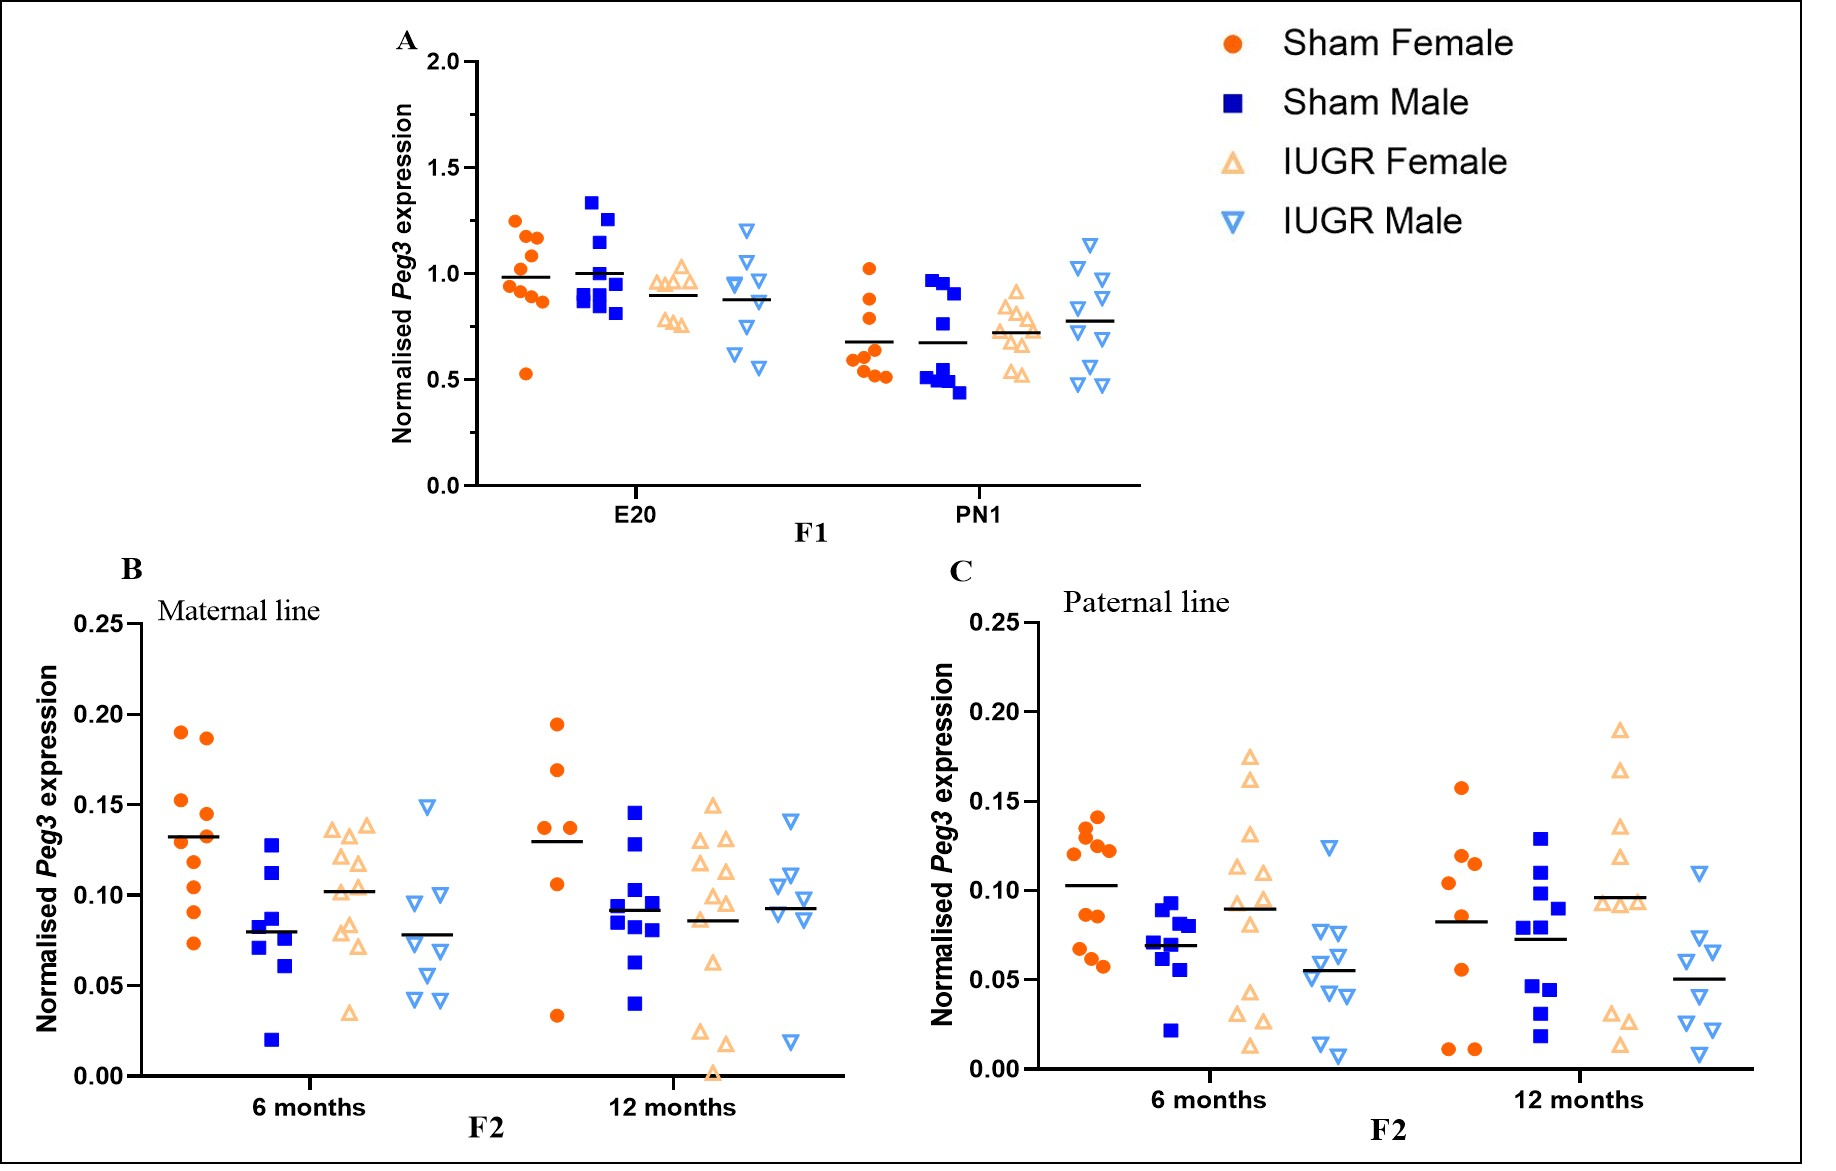 A
Sham Female
Sham Male
IUGR Female
IUGR Male
Normalised Peg3 expression
2.0
1.5
1.0
0.5
0.0
E20
PN1
F1
B
Maternal line
Normalised Peg3 expression
0.25
0.20
0.15
0.10
0.05
0.00
6 months
12 months
F2
C
Paternal line
Normalised Peg3 expression
0.25
0.20
0.15
0.10
0.05
0.00
6 months
12 months
F2